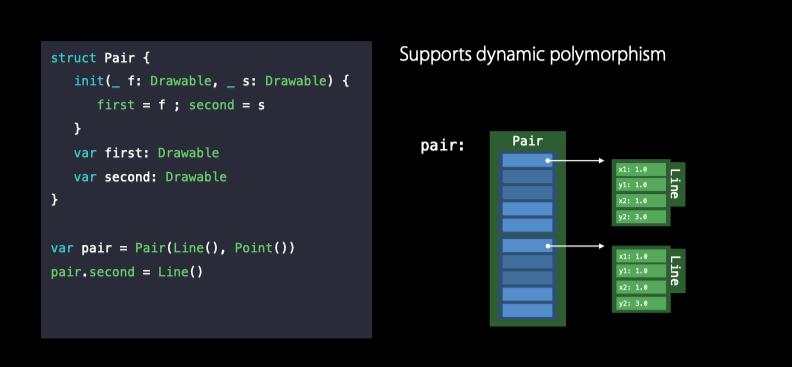 struct Pair {
init(_ f: Drawable, _ s: Drawable) {
first = f ; second = s
}
var first: Drawable
var second: Drawable
}
var pair = Pair(Line(), Point())
pair.second = Line()
Supports dynamic polymorphism
pair:
Pair
x1: 1.0
y1: 1.0
x2: 1.0
y2: 3.0
Line
x1: 1.0
y1: 1.0
x2: 1.0
y2: 3.0
Line